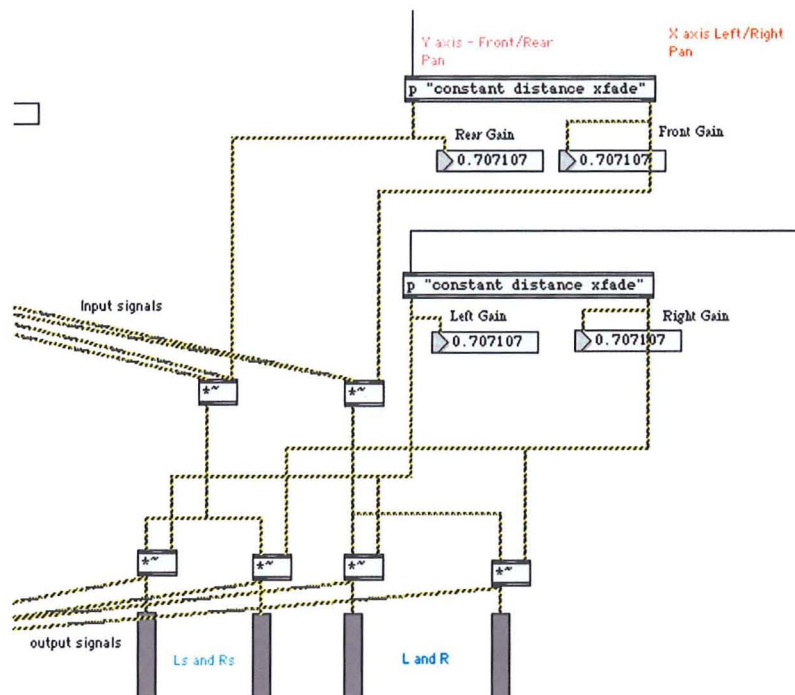 Y axis - Front/Rear
Pan
X axis Left/Right
Pan
p "constant distance xfade"
Rear Gain
Front Gain
0.707107
0.707107
p "constant distance xfade"
Input signals
Left Gain
Right Gain
0.707107
0.707107
*~
*~
*~
*~
*~
*~
output signals
Ls and Rs
L and R